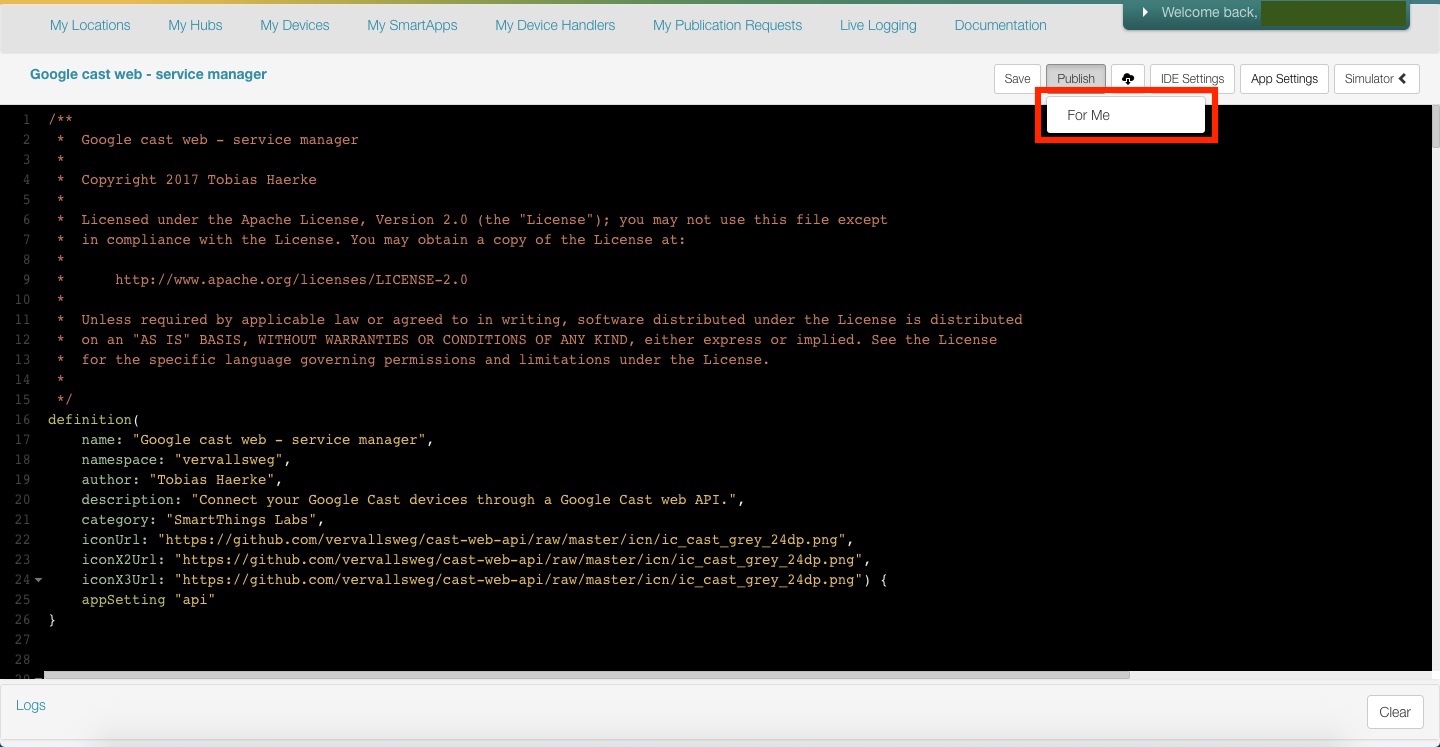 My Locations My Hubs My Devices My SmartApps My Device Handlers My Publication Requests Live Logging Documentation Welcome back,
Google cast web - service manager Save Publish IDE Settings App Settings Simulator
For Me
1 /**
2 * Google cast web - service manager
3 *
4 * Copyright 2017 Tobias Haerke
5 *
6 * Licensed under the Apache License, Version 2.0 (the "License"); you may not use this file except
7 * in compliance with the License. You may obtain a copy of the License at:
8 *
9 * http://www.apache.org/licenses/LICENSE-2.0
10 *
11 * Unless required by applicable law or agreed to in writing, software distributed under the License is distributed
12 * on an "AS IS" BASIS, WITHOUT WARRANTIES OR CONDITIONS OF ANY KIND, either express or implied. See the License
13 * for the specific language governing permissions and limitations under the License.
14 *
15 */
16 definition(
17 name: "Google cast web - service manager",
18 namespace: "vervallsweg",
19 author: "Tobias Haerke",
20 description: "Connect your Google Cast devices through a Google Cast web API.",
21 category: "SmartThings Labs",
22 iconUrl: "https://github.com/vervallsweg/cast-web-api/raw/master/icn/ic_cast_grey_24dp.png",
23 iconX2Url: "https://github.com/vervallsweg/cast-web-api/raw/master/icn/ic_cast_grey_24dp.png",
24 iconX3Url: "https://github.com/vervallsweg/cast-web-api/raw/master/icn/ic_cast_grey_24dp.png") {
25 appSetting "api"
26 }
27
28
29
Logs Clear